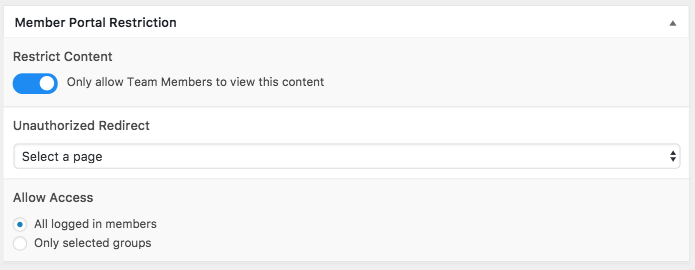 Member Portal Restriction
Restrict Content
Only allow Team Members to view this content
Unauthorized Redirect
Select a page
Allow Access
All logged in members
Only selected groups